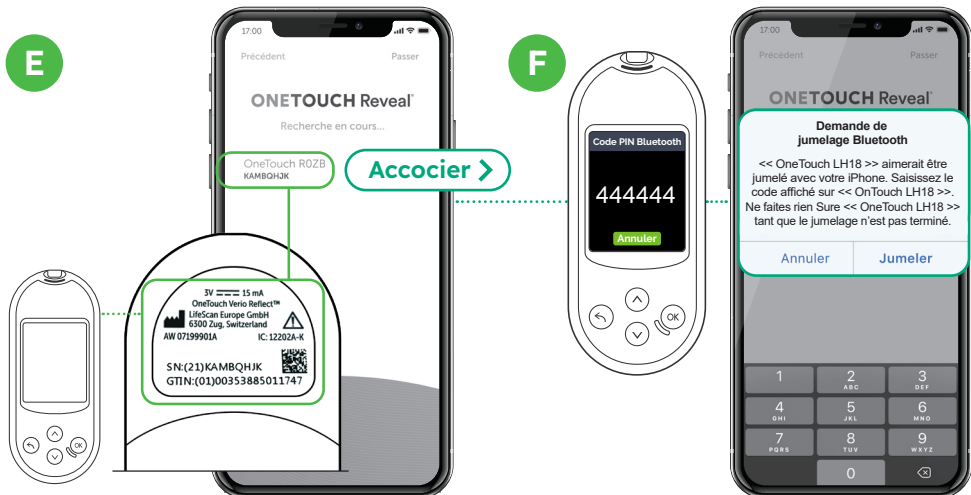 E
17:00
Précédent
Passer
ONETOUCH Reveal®
Recherche en cours...
OneTouch R0ZB
KAMBQHJK
Accocier
3V 15 mA
OneTouch Verio Reflect™
LifeScan Europe GmbH
6300 Zug, Switzerland
AW 07199901A
IC: 12202A-K
SN:(21)KAMBQHJK
GTIN:(01)00353885011747
OK
F
Code PIN Bluetooth
444444
Annuler
OK
17:00
Précédent
Passer
ONETOUCH Reveal®
Demande de
jumelage Bluetooth
<< OneTouch LH18 >> aimerait être
jumelé avec votre iPhone. Saisissez le
code affiché sur << OnTouch LH18 >>.
Ne faites rien Sure << OneTouch LH18 >>
tant que le jumelage n'est pas terminé.
Annuler
Jumeler
1
2
ABC
3
DEF
4
GHI
5
JKL
6
MNO
7
PQRS
8
TUV
9
WXYZ
0